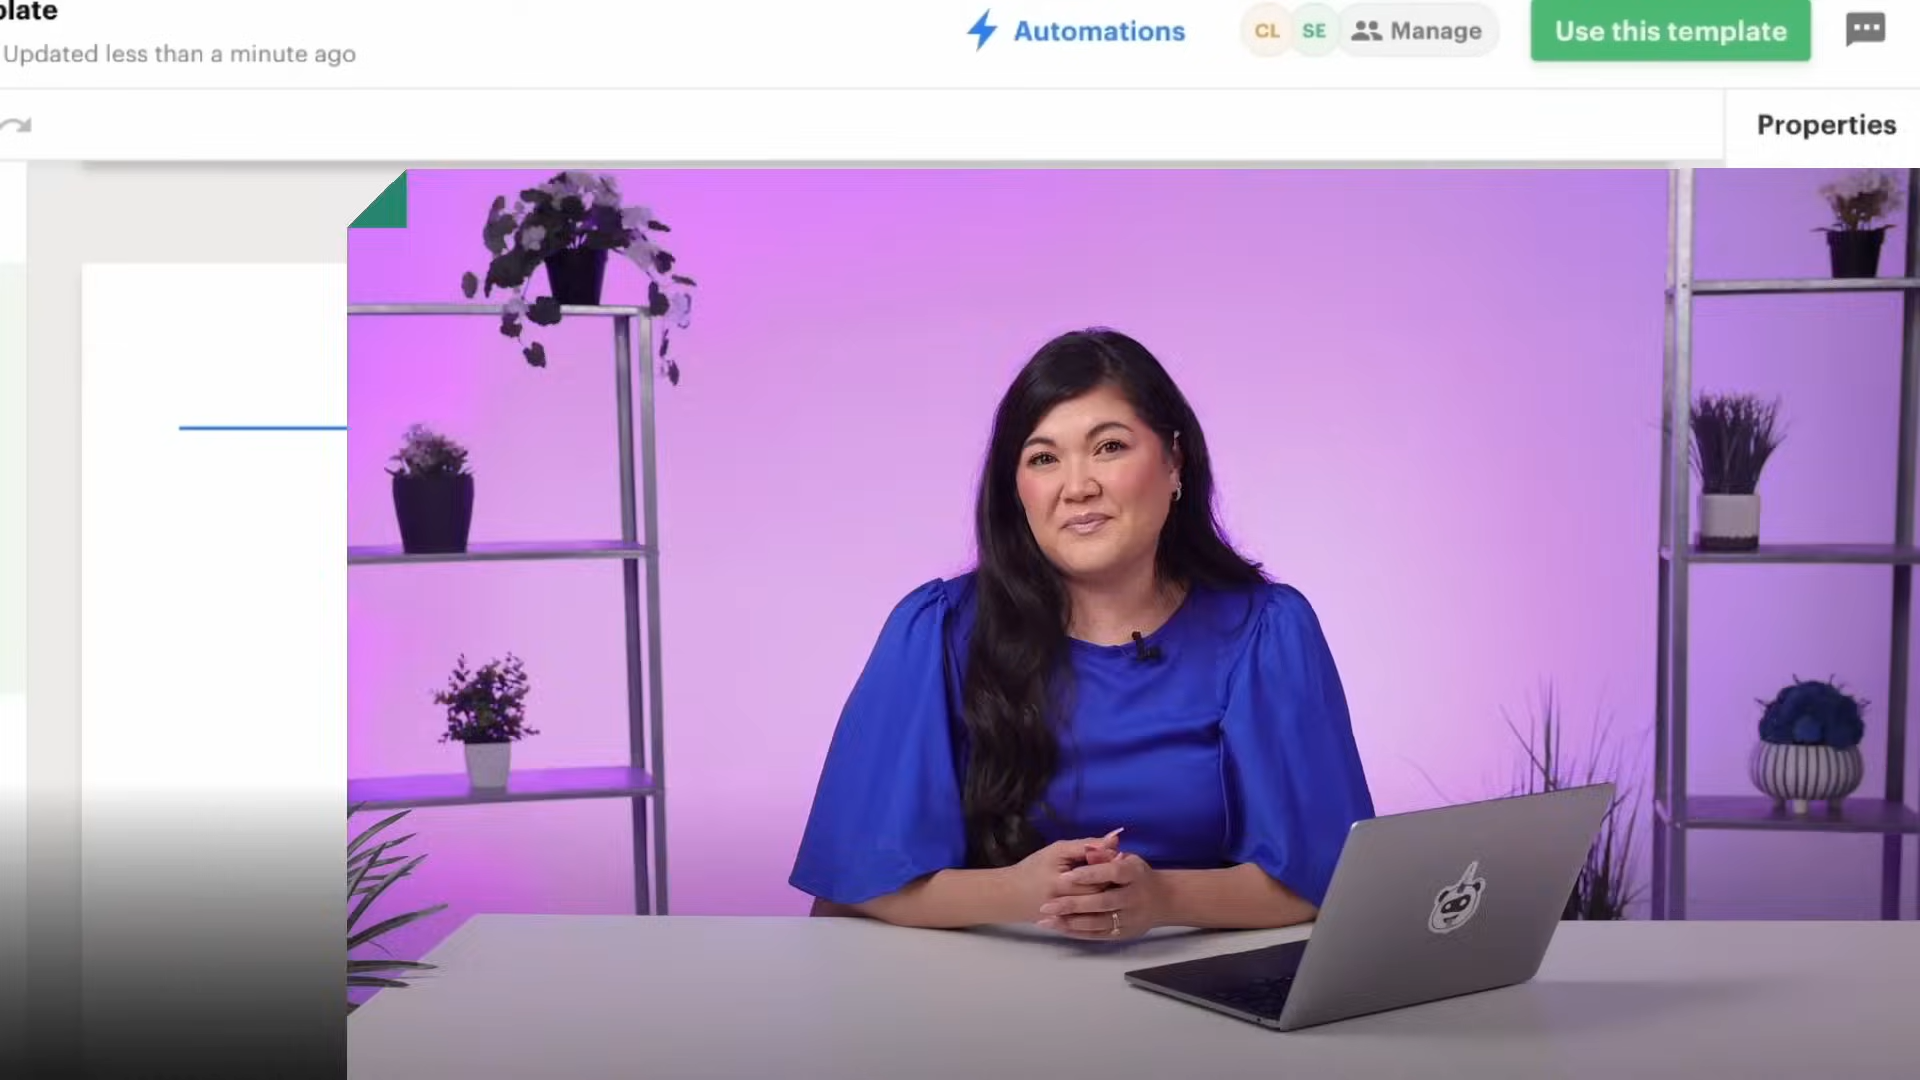 plate
Updated less than a minute ago
Automations
CL
SE
Manage
Use this template
Properties